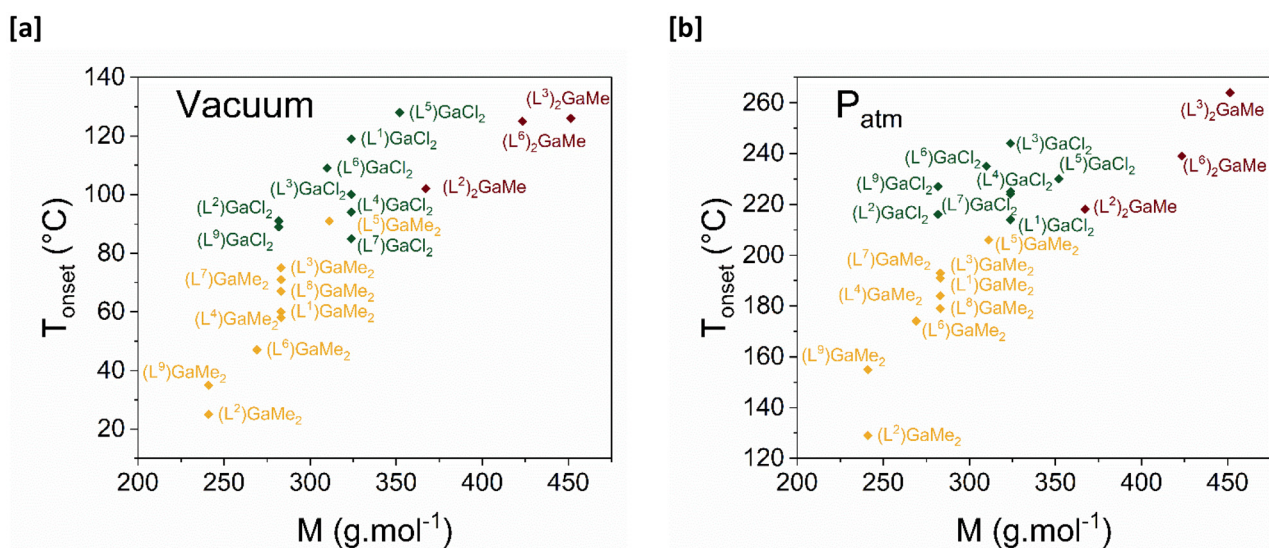 [a]
Vacuum
140
120
100
80
60
40
20
200 250 300 350 400 450
T_onset (°C)
M (g.mol⁻¹)
(L⁵)GaCl₂
(L³)₂GaMe
(L¹)GaCl₂
(L⁶)₂GaMe
(L⁶)GaCl₂
(L³)GaCl₂
(L²)₂GaMe
(L²)GaCl₂
(L⁴)GaCl₂
(L⁵)GaMe₂
(L⁹)GaCl₂
(L⁷)GaCl₂
(L³)GaMe₂
(L⁷)GaMe₂
(L⁸)GaMe₂
(L¹)GaMe₂
(L⁴)GaMe₂
(L⁶)GaMe₂
(L⁹)GaMe₂
(L²)GaMe₂
[b]
P_atm
260
240
220
200
180
160
140
120
200 250 300 350 400 450
T_onset (°C)
M (g.mol⁻¹)
(L³)₂GaMe
(L³)GaCl₂
(L⁶)GaCl₂
(L⁵)GaCl₂
(L⁶)₂GaMe
(L⁹)GaCl₂
(L⁴)GaCl₂
(L²)GaCl₂
(L⁷)GaCl₂
(L²)₂GaMe
(L¹)GaCl₂
(L⁵)GaMe₂
(L⁷)GaMe₂
(L³)GaMe₂
(L¹)GaMe₂
(L⁴)GaMe₂
(L⁸)GaMe₂
(L⁶)GaMe₂
(L⁹)GaMe₂
(L²)GaMe₂